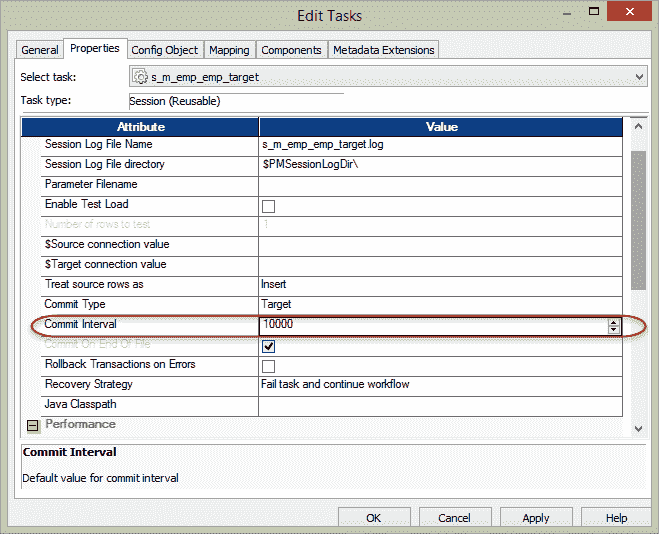 Edit Tasks
General Properties Config Object Mapping Components Metadata Extensions
Select task: s_m_emp_emp_target
Task type: Session (Reusable)
Attribute Value
Session Log File Name s_m_emp_emp_target.log
Session Log File directory $PMSessionLogDir\
Parameter Filename
Enable Test Load
Number of rows to test 1
$Source connection value
$Target connection value
Treat source rows as Insert
Commit Type Target
Commit Interval 10000
Commit On End Of File
Rollback Transactions on Errors
Recovery Strategy Fail task and continue workflow
Java Classpath
Performance
Commit Interval
Default value for commit interval
OK Cancel Apply Help